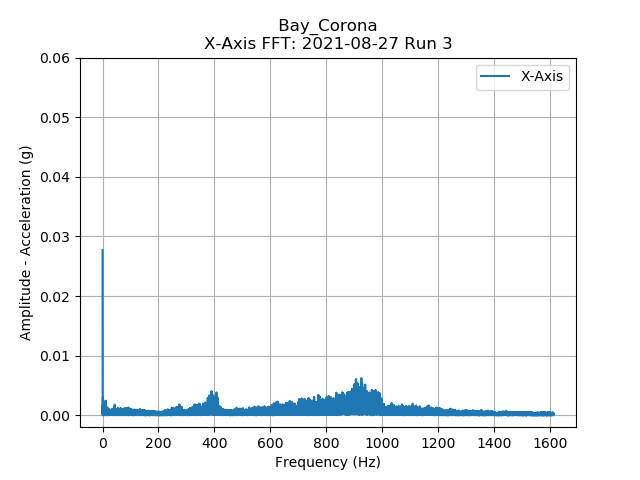 Bay_Corona
X-Axis FFT: 2021-08-27 Run 3
X-Axis
0.06
0.05
0.04
0.03
0.02
0.01
0.00
Amplitude - Acceleration (g)
0 200 400 600 800 1000 1200 1400 1600
Frequency (Hz)